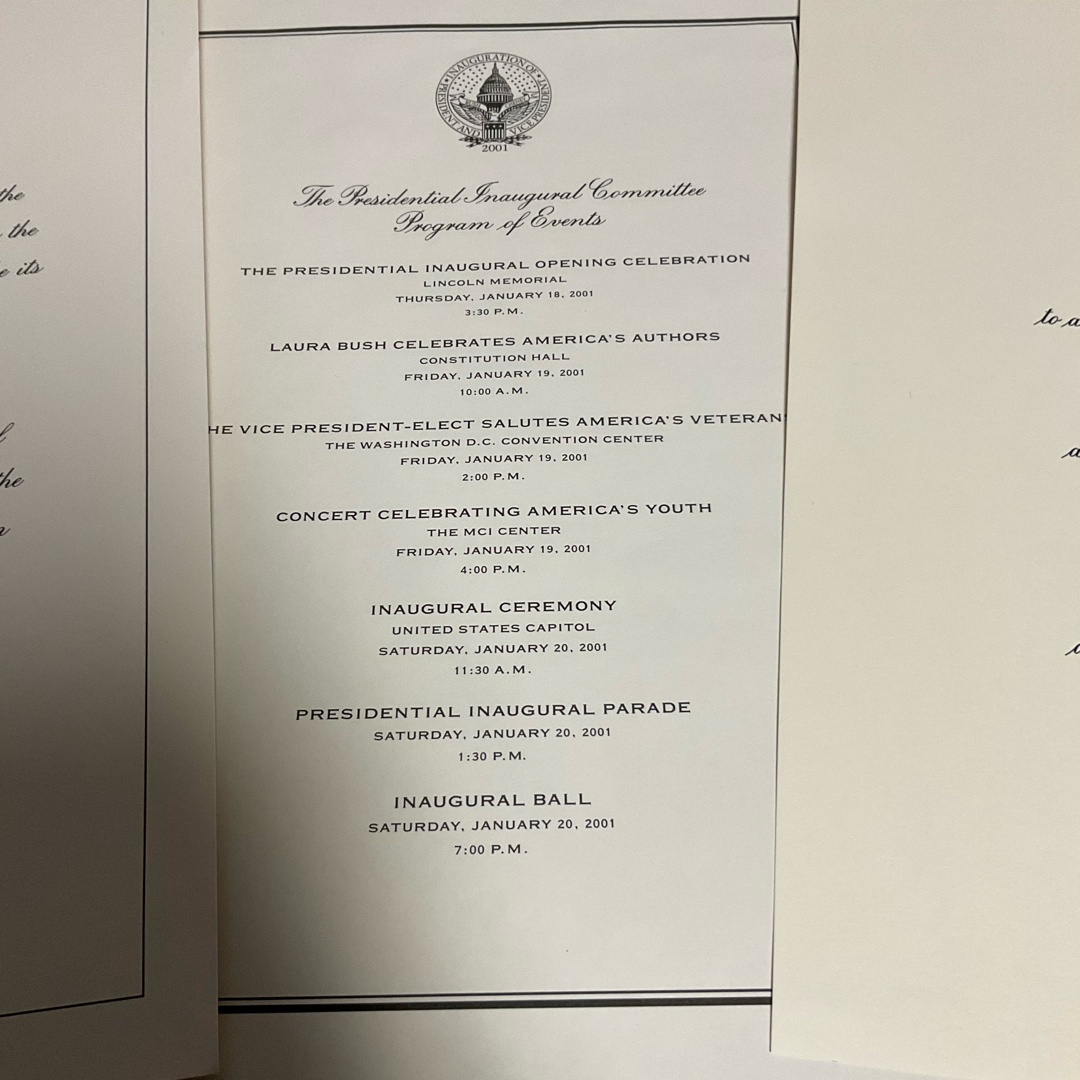 the
the
its
the
INAUGURATION OF
PRESIDENT AND VICE PRESIDENT
2001
The Presidential Inaugural Committee
Program of Events
THE PRESIDENTIAL INAUGURAL OPENING CELEBRATION
LINCOLN MEMORIAL
THURSDAY, JANUARY 18, 2001
3:30 P.M.
LAURA BUSH CELEBRATES AMERICA'S AUTHORS
CONSTITUTION HALL
FRIDAY, JANUARY 19, 2001
10:00 A.M.
HE VICE PRESIDENT-ELECT SALUTES AMERICA'S VETERAN
THE WASHINGTON D.C. CONVENTION CENTER
FRIDAY, JANUARY 19, 2001
2:00 P.M.
CONCERT CELEBRATING AMERICA'S YOUTH
THE MCI CENTER
FRIDAY, JANUARY 19, 2001
4:00 P.M.
INAUGURAL CEREMONY
UNITED STATES CAPITOL
SATURDAY, JANUARY 20, 2001
11:30 A.M.
PRESIDENTIAL INAUGURAL PARADE
SATURDAY, JANUARY 20, 2001
1:30 P.M.
INAUGURAL BALL
SATURDAY, JANUARY 20, 2001
7:00 P.M.
to a